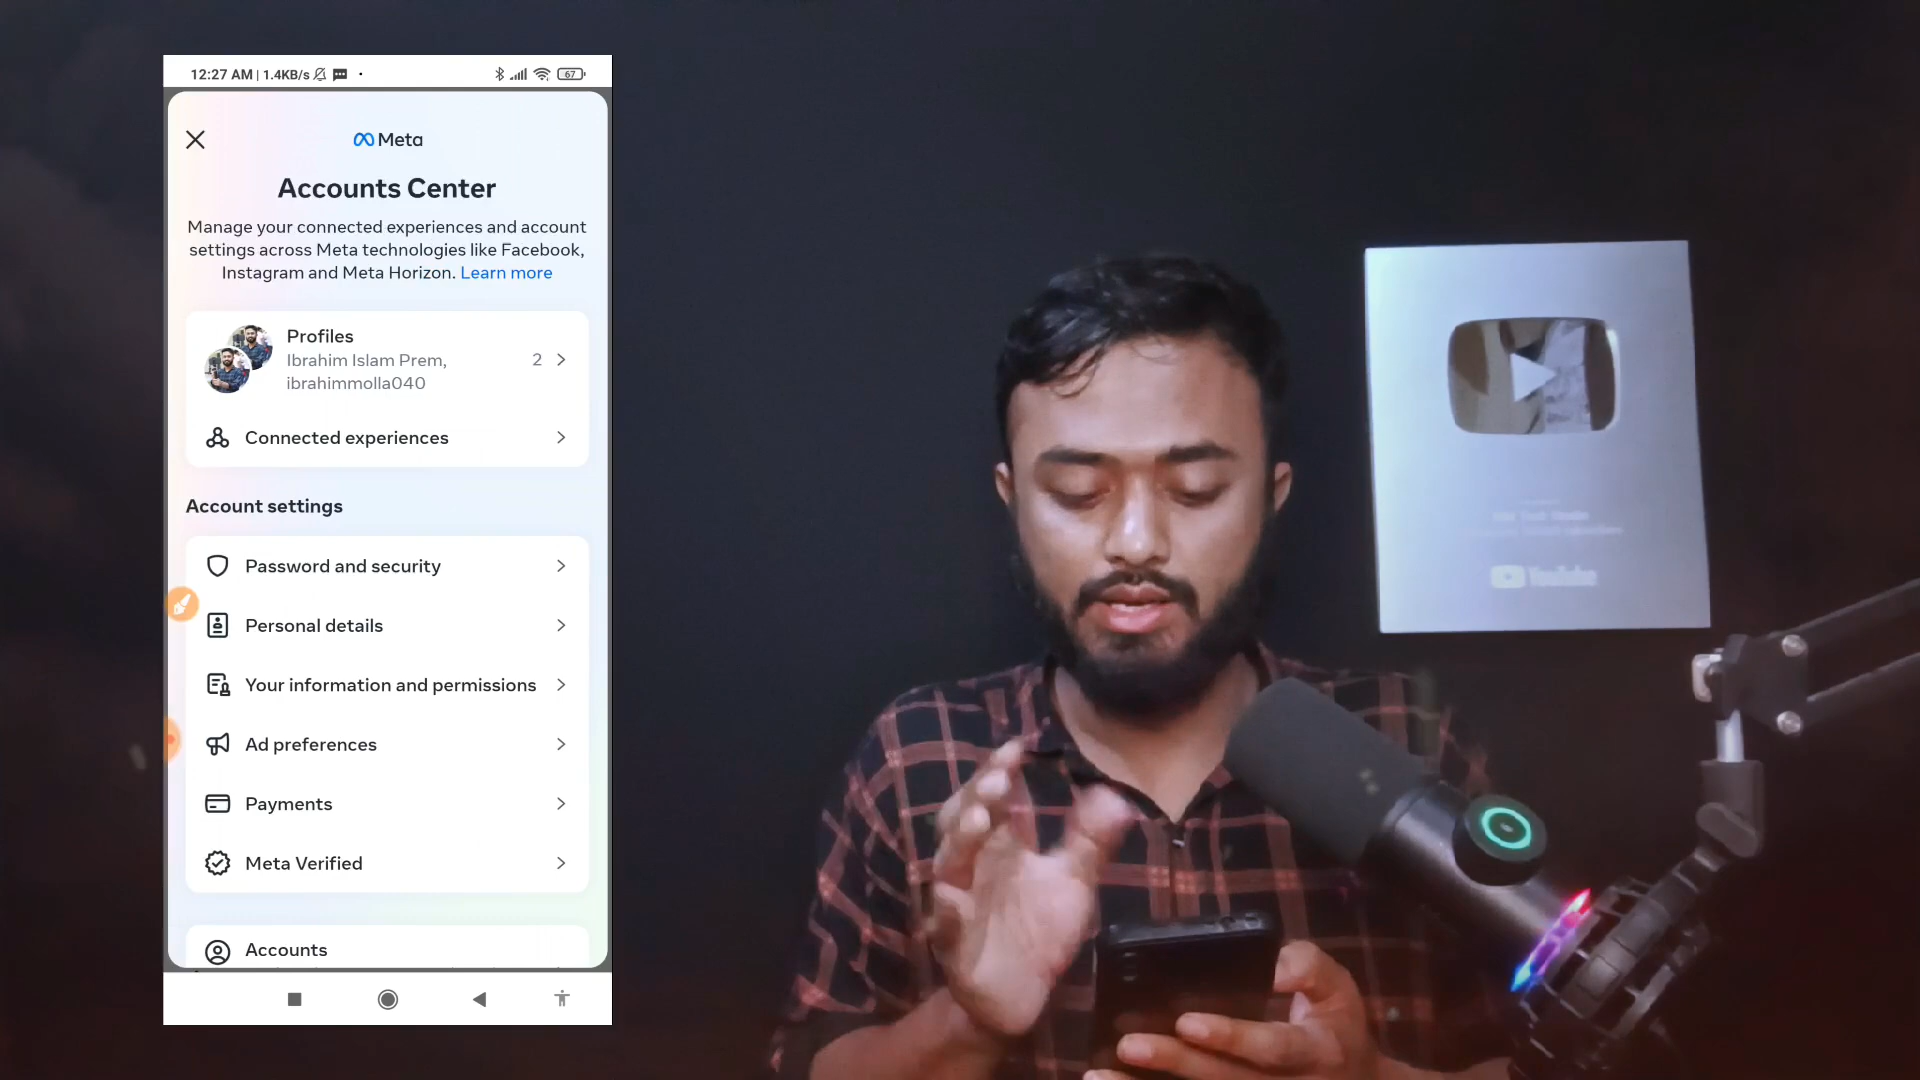 12:27 AM | 1.4KB/s
67
Meta
Accounts Center
Manage your connected experiences and account
settings across Meta technologies like Facebook,
Instagram and Meta Horizon. Learn more
Profiles
Ibrahim Islam Prem,
ibrahimmolla040
2
Connected experiences
Account settings
Password and security
Personal details
Your information and permissions
Ad preferences
Payments
Meta Verified
Accounts
YouTube